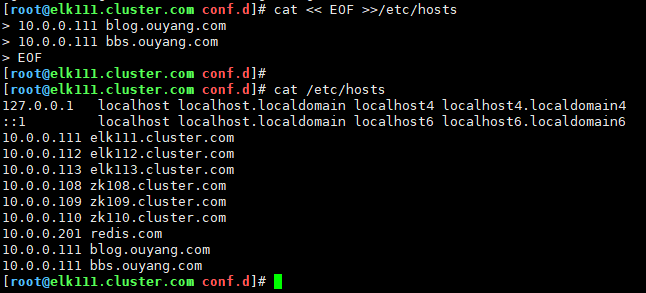 [root@elk111.cluster.com conf.d]# cat << EOF >>/etc/hosts
> 10.0.0.111 blog.ouyang.com
> 10.0.0.111 bbs.ouyang.com
> EOF
[root@elk111.cluster.com conf.d]#
[root@elk111.cluster.com conf.d]# cat /etc/hosts
127.0.0.1   localhost localhost.localdomain localhost4 localhost4.localdomain4
::1         localhost localhost.localdomain localhost6 localhost6.localdomain6
10.0.0.111 elk111.cluster.com
10.0.0.112 elk112.cluster.com
10.0.0.113 elk113.cluster.com
10.0.0.108 zk108.cluster.com
10.0.0.109 zk109.cluster.com
10.0.0.110 zk110.cluster.com
10.0.0.201 redis.com
10.0.0.111 blog.ouyang.com
10.0.0.111 bbs.ouyang.com
[root@elk111.cluster.com conf.d]#